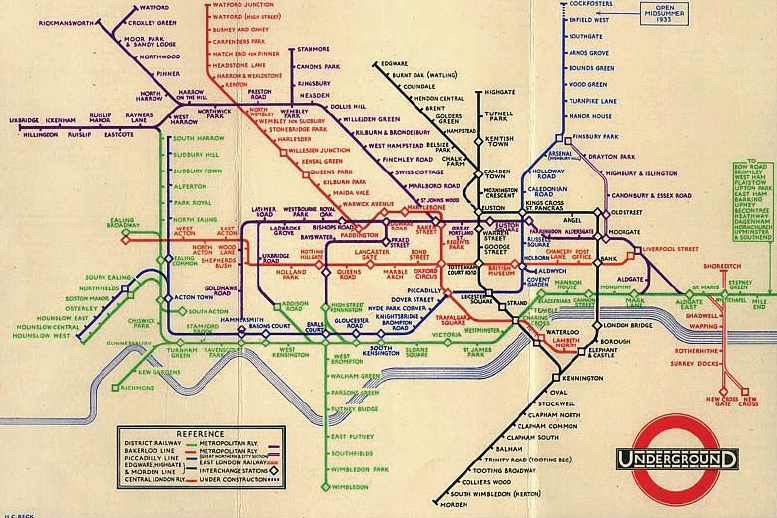 WATFORD
CROXLEY GREEN
RICKMANSWORTH
MOOR PARK
& SANDY LODGE
NORTHWOOD
PINNER
NORTH
HARROW
HARROW
ON THE HILL
WEST
HARROW
RAYNERS
LANE
EASTCOTE
RUISLIP
MANOR
RUISLIP
ICKENHAM
HILLINGDON
UXBRIDGE
WATFORD JUNCTION
WATFORD (HIGH STREET)
BUSHEY AND OXHEY
CARPENDERS PARK
HATCH END FOR PINNER
HEADSTONE LANE
HARROW & WEALDSTONE
KENTON
NORTHWICK
PARK
PRESTON
ROAD
WEMBLEY
PARK
STANMORE
CANONS PARK
KINGSBURY
NEASDEN
DOLLIS HILL
WILLESDEN GREEN
KILBURN & BRONDESBURY
WEST HAMPSTEAD
FINCHLEY ROAD
SWISS COTTAGE
MARLBORO ROAD
ST JOHNS WOOD
NORTH
WEMBLEY
WEMBLEY FOR SUDBURY
STONEBRIDGE PARK
HARLESDEN
WILLESDEN JUNCTION
KENSAL GREEN
QUEENS PARK
KILBURN PARK
MAIDA VALE
WARWICK AVENUE
MARYLEBONE
EDGWARE
BURNT OAK (WATLING)
COLINDALE
HENDON CENTRAL
BRENT
GOLDERS
GREEN
HAMPSTEAD
BELSIZE
PARK
CHALK
FARM
HIGHGATE
TUFNELL
PARK
KENTISH
TOWN
CAMDEN
TOWN
MORNINGTON
CRESCENT
EUSTON
COCKFOSTERS
ENFIELD WEST
OPEN
MIDSUMMER
1933
SOUTHGATE
ARNOS GROVE
BOUNDS GREEN
WOOD GREEN
TURNPIKE LANE
MANOR HOUSE
FINSBURY PARK
ARSENAL
(HIGHBURY HILL)
DRAYTON PARK
HIGHBURY & ISLINGTON
CANONBURY & ESSEX ROAD
HOLLOWAY
ROAD
CALEDONIAN
ROAD
KINGS CROSS
ST. PANCRAS
ANGEL
OLD STREET
MOORGATE
FARRINGDON
ALDERSGATE
LIVERPOOL STREET
ALDGATE
SHOREDITCH
TO
BOW ROAD
BROMLEY
WEST HAM
PLAISTOW
UPTON PARK
EAST HAM
BARKING
UPNEY
BECONTREE
HEATHWAY
DAGENHAM
HORNCHURCH
UPMINSTER
& SOUTHEND
SOUTH HARROW
SUDBURY HILL
SUDBURY TOWN
ALPERTON
PARK ROYAL
NORTH EALING
EALING
BROADWAY
WEST
ACTON
EAST
ACTON
NORTH
ACTON
WOOD
LANE
SHEPHERDS
BUSH
EALING
COMMON
LATIMER
ROAD
LADBROKE
GROVE
WESTBOURNE
PARK
ROYAL
OAK
BISHOPS ROAD
PADDINGTON
BAYSWATER
PRAED
STREET
EDGWARE
ROAD
BAKER
STREET
GREAT
PORTLAND
ST
REGENTS
PARK
EUSTON
SQUARE
WARREN
STREET
GOODGE
STREET
RUSSELL
SQUARE
UXBRIDGE
ROAD
HOLLAND
PARK
NOTTING
HILL GATE
QUEENS
ROAD
LANCASTER
GATE
MARBLE
ARCH
BOND
STREET
OXFORD
CIRCUS
TOTTENHAM
COURT ROAD
BRITISH
MUSEUM
HOLBORN
CHANCERY
LANE
POST
OFFICE
BANK
ALDWYCH
COVENT
GARDEN
LEICESTER
SQUARE
STRAND
PICCADILLY
DOVER STREET
HYDE PARK CORNER
KNIGHTSBRIDGE
BROMPTON
ROAD
GOLDHAWK
ROAD
ADDISON
ROAD
HIGH STREET
KENSINGTON
SOUTH EALING
NORTHFIELDS
BOSTON MANOR
OSTERLEY
HOUNSLOW EAST
HOUNSLOW CENTRAL
HOUNSLOW WEST
ACTON TOWN
SOUTH ACTON
CHISWICK
PARK
GUNNERSBURY
KEW GARDENS
RICHMOND
STAMFORD
BROOK
TURNHAM
GREEN
RAVENSCOURT
PARK
HAMMERSMITH
BARONS COURT
WEST
KENSINGTON
EARLS
COURT
GLOUCESTER
ROAD
SOUTH
KENSINGTON
SLOANE
SQUARE
VICTORIA
ST JAMES
PARK
WESTMINSTER
TRAFALGAR
SQUARE
CHARING
CROSS
TEMPLE
BLACKFRIARS
MANSION
HOUSE
CANNON
STREET
MONUMENT
MARK
LANE
ALDGATE
EAST
ST. MARYS
WHITECHAPEL
STEPNEY
GREEN
MILE
END
SHADWELL
WAPPING
ROTHERHITHE
SURREY DOCKS
NEW CROSS
GATE
NEW
CROSS
WATERLOO
LAMBETH
NORTH
LONDON BRIDGE
BOROUGH
ELEPHANT
& CASTLE
KENNINGTON
OVAL
STOCKWELL
CLAPHAM NORTH
CLAPHAM COMMON
CLAPHAM SOUTH
BALHAM
TRINITY ROAD (TOOTING BEC)
TOOTING BROADWAY
COLLIERS WOOD
SOUTH WIMBLEDON (MERTON)
MORDEN
WEST
BROMPTON
WALHAM GREEN
PARSONS GREEN
PUTNEY BRIDGE
EAST PUTNEY
SOUTHFIELDS
WIMBLEDON PARK
WIMBLEDON
REFERENCE
DISTRICT RAILWAY
BAKERLOO LINE
PICCADILLY LINE
EDGWARE, HIGHGATE
& MORDEN LINE
CENTRAL LONDON RLY.
METROPOLITAN RLY.
METROPOLITAN RLY.
(GREAT NORTHERN & CITY SECTION)
EAST LONDON RAILWAY
INTERCHANGE STATIONS
UNDER CONSTRUCTION
UNDERGROUND
H.C. BECK